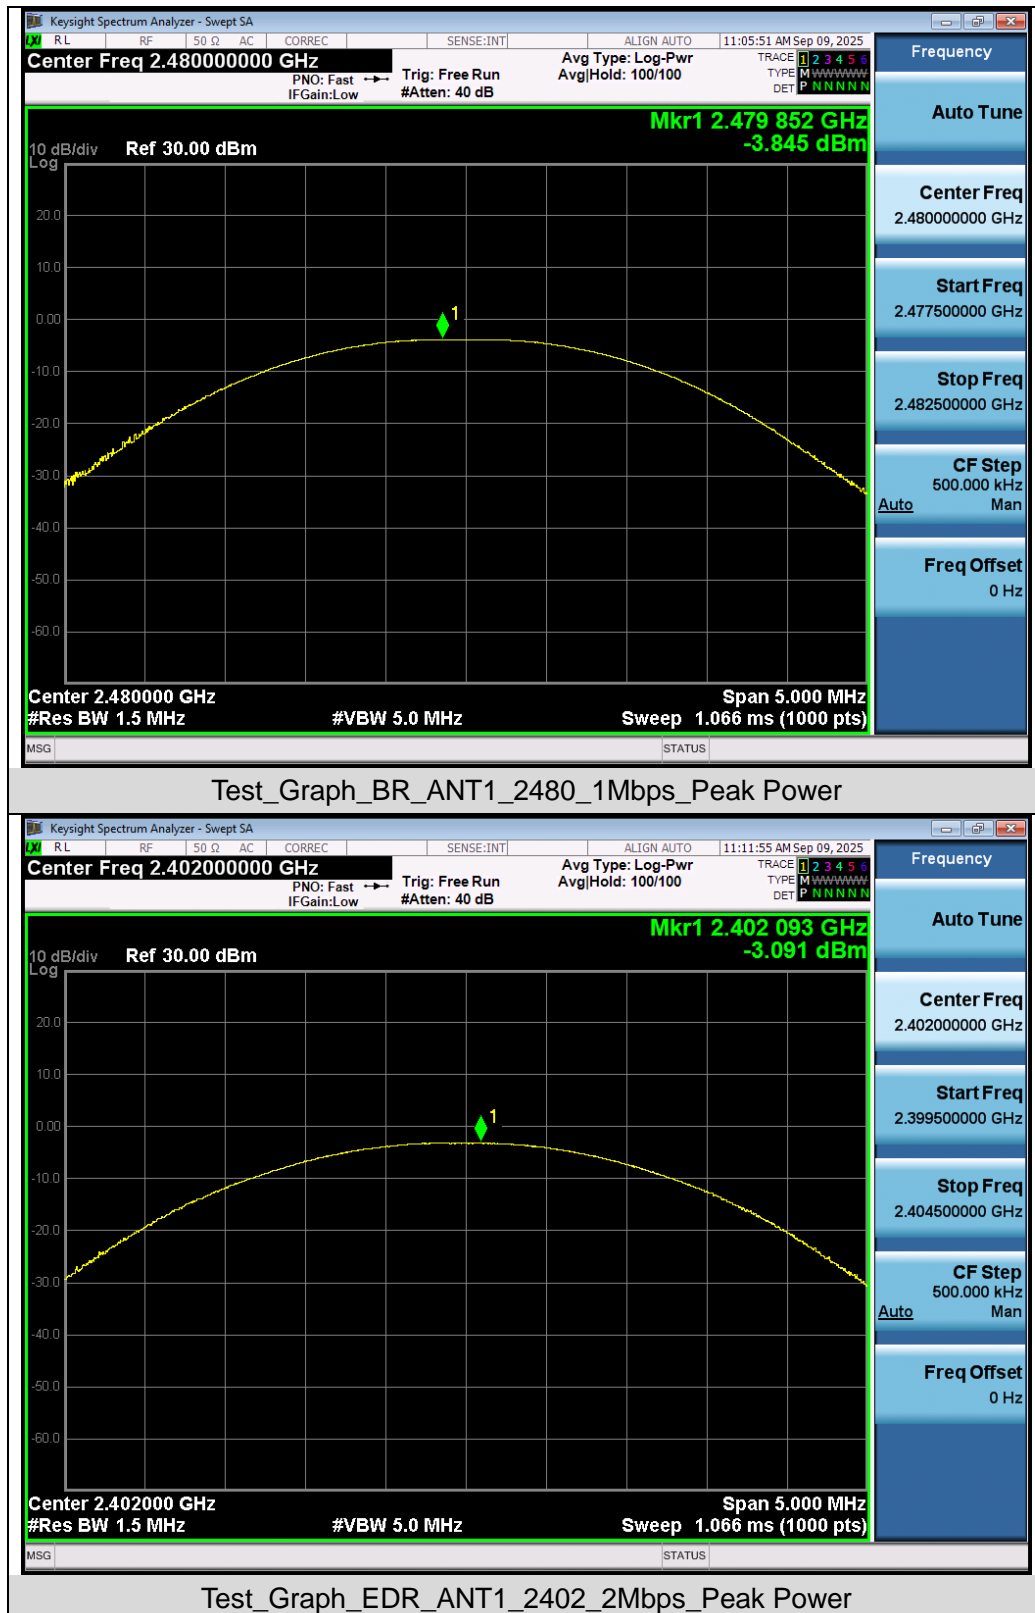 Keysight Spectrum Analyzer - Swept SA
LXI RL RF 50 Ω AC CORREC SENSE:INT ALIGN AUTO 11:05:51 AM Sep 09, 2025
Center Freq 2.480000000 GHz
PNO: Fast
IFGain:Low
Trig: Free Run
#Atten: 40 dB
Avg Type: Log-Pwr
Avg|Hold: 100/100
TRACE 1 2 3 4 5 6
TYPE M WWWWW
DET P N N N N N
Mkr1 2.479 852 GHz
-3.845 dBm
10 dB/div Ref 30.00 dBm
Log
20.0
10.0
0.00
-10.0
-20.0
-30.0
-40.0
-50.0
-60.0
1
Center 2.480000 GHz Span 5.000 MHz
#Res BW 1.5 MHz #VBW 5.0 MHz Sweep 1.066 ms (1000 pts)
MSG STATUS
Frequency
Auto Tune
Center Freq
2.480000000 GHz
Start Freq
2.477500000 GHz
Stop Freq
2.482500000 GHz
CF Step
500.000 kHz
Auto Man
Freq Offset
0 Hz
Test_Graph_BR_ANT1_2480_1Mbps_Peak Power
Keysight Spectrum Analyzer - Swept SA
LXI RL RF 50 Ω AC CORREC SENSE:INT ALIGN AUTO 11:11:55 AM Sep 09, 2025
Center Freq 2.402000000 GHz
PNO: Fast
IFGain:Low
Trig: Free Run
#Atten: 40 dB
Avg Type: Log-Pwr
Avg|Hold: 100/100
TRACE 1 2 3 4 5 6
TYPE M WWWWW
DET P N N N N N
Mkr1 2.402 093 GHz
-3.091 dBm
10 dB/div Ref 30.00 dBm
Log
20.0
10.0
0.00
-10.0
-20.0
-30.0
-40.0
-50.0
-60.0
1
Center 2.402000 GHz Span 5.000 MHz
#Res BW 1.5 MHz #VBW 5.0 MHz Sweep 1.066 ms (1000 pts)
MSG STATUS
Frequency
Auto Tune
Center Freq
2.402000000 GHz
Start Freq
2.399500000 GHz
Stop Freq
2.404500000 GHz
CF Step
500.000 kHz
Auto Man
Freq Offset
0 Hz
Test_Graph_EDR_ANT1_2402_2Mbps_Peak Power